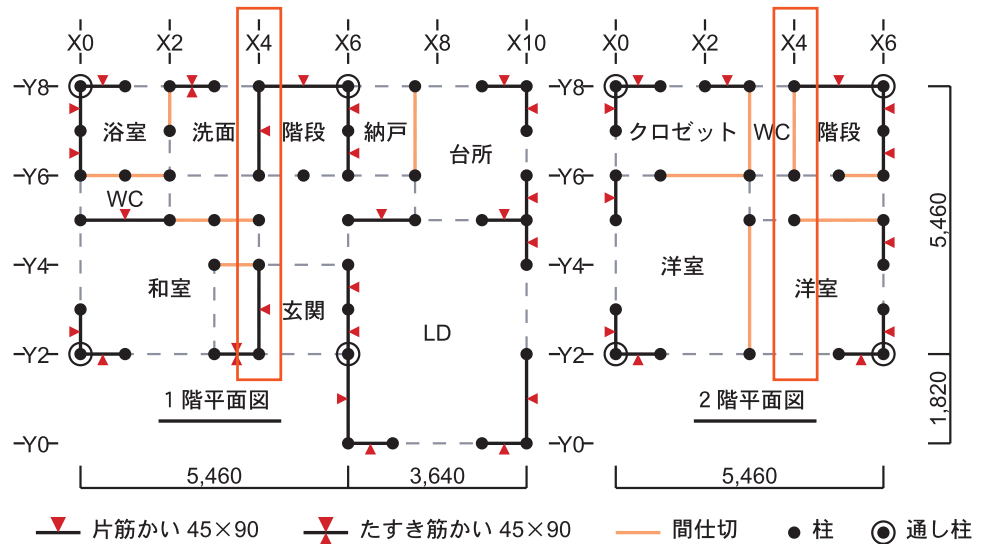 X0 X2 X4 X6 X8 X10 X0 X2 X4 X6
Y8 Y8
浴室 洗面 階段 納戸 台所 クロゼット WC 階段
Y6 Y6
WC
5,460
Y4 Y4
和室 玄関 LD 洋室 洋室
Y2 Y2
1階平面図 2階平面図
1,820
Y0 Y0
5,460 3,640 5,460
片筋かい 45×90 たすき筋かい 45×90 間仕切 柱 通し柱